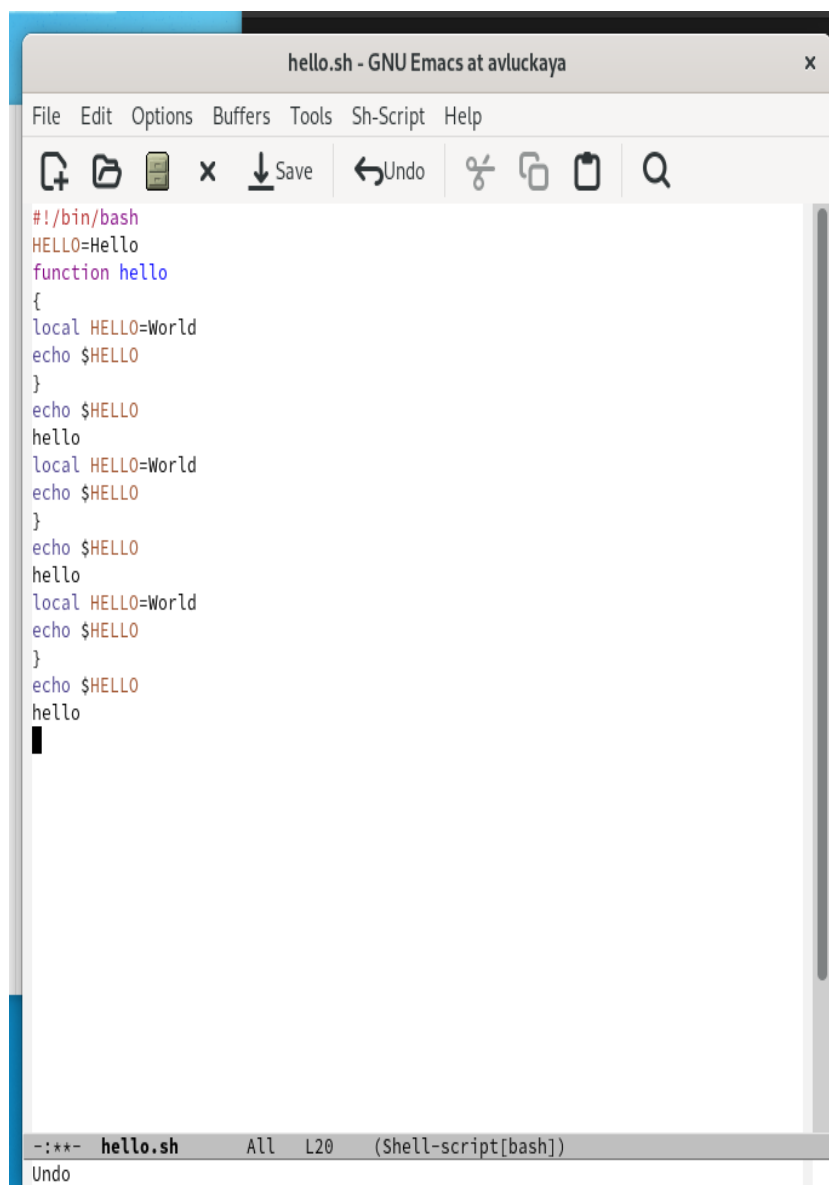 hello.sh - GNU Emacs at avluckaya x
File Edit Options Buffers Tools Sh-Script Help
Save Undo
#!/bin/bash
HELLO=Hello
function hello
{
local HELLO=World
echo $HELLO
}
echo $HELLO
hello
local HELLO=World
echo $HELLO
}
echo $HELLO
hello
local HELLO=World
echo $HELLO
}
echo $HELLO
hello
-:**- hello.sh All L20 (Shell-script[bash])
Undo